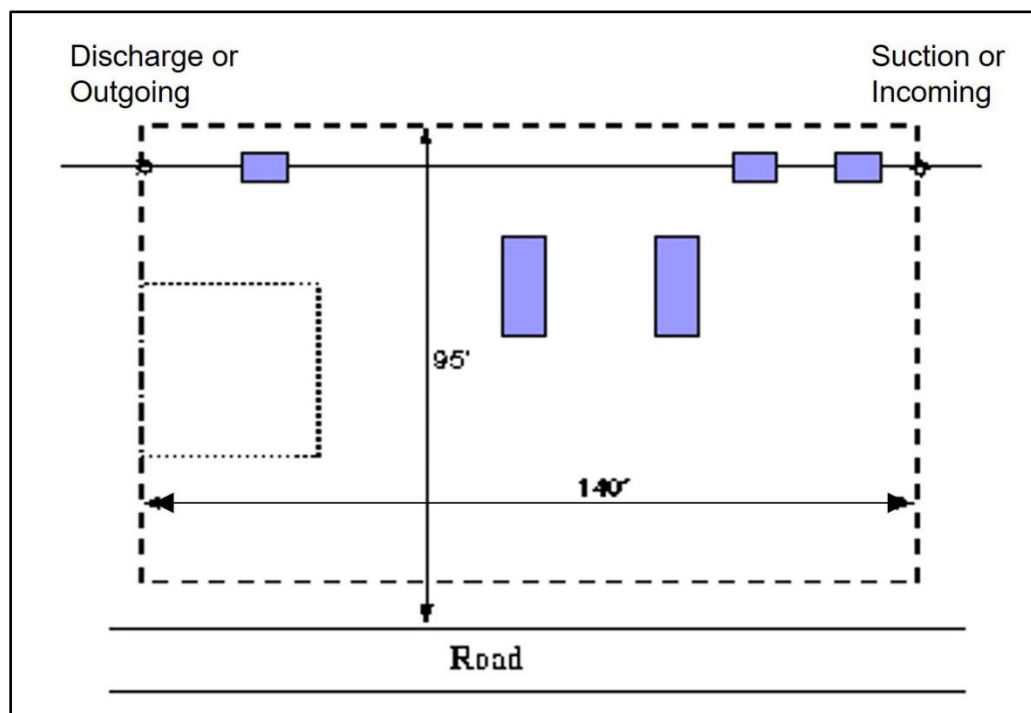 Discharge or
Outgoing
Suction or
Incoming
95'
140'
Road